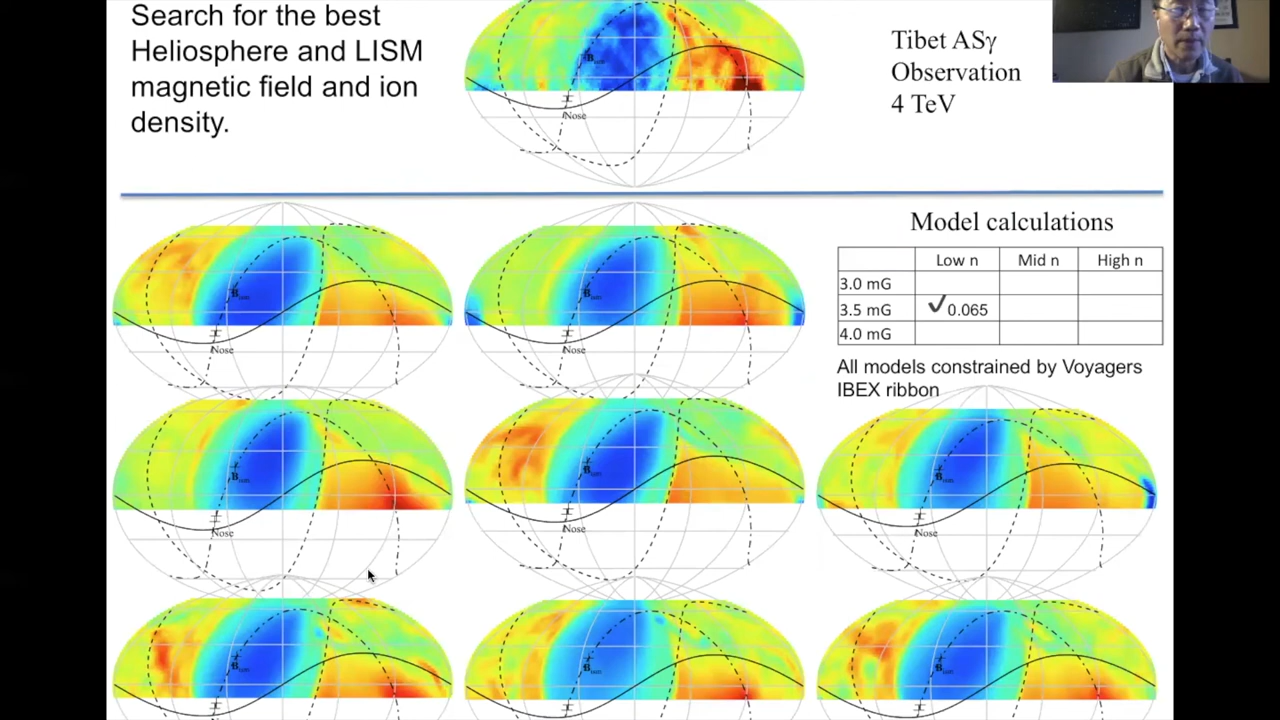 Search for the best
Heliosphere and LISM
magnetic field and ion
density.
Nose
Tibet ASγ
Observation
4 TeV
Nose
Nose
Model calculations
Low n Mid n High n
3.0 mG
3.5 mG ✓0.065
4.0 mG
All models constrained by Voyagers
IBEX ribbon
Nose
Nose
Nose